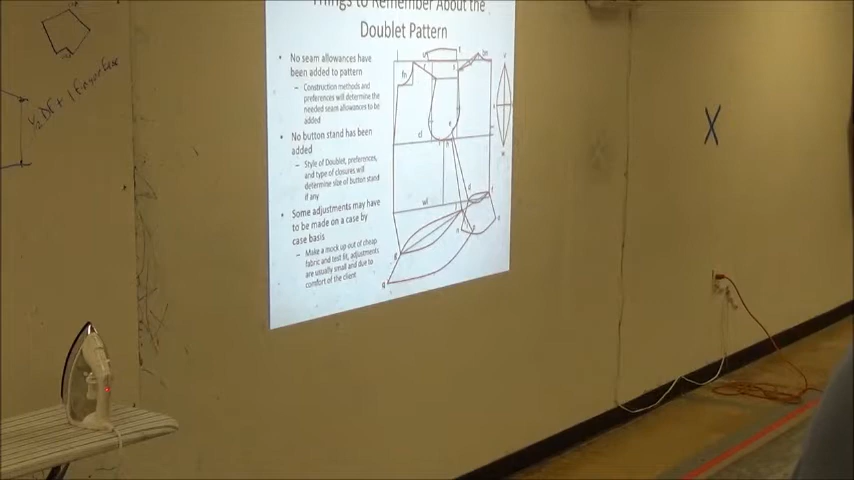 Things to Remember About the
Doublet Pattern
• No seam allowances have
been added to pattern
– Construction methods and
preferences will determine the
needed seam allowances to be
added
• No button stand has been
added
– Style of Doublet, preferences,
and type of closures will
determine size of button stand
if any
• Some adjustments may have
to be made on a case by
case basis
– Make a mock up out of cheap
fabric and test fit, adjustments
are usually small and due to
comfort of the client
fn
bn
cl
wl
g
q
X